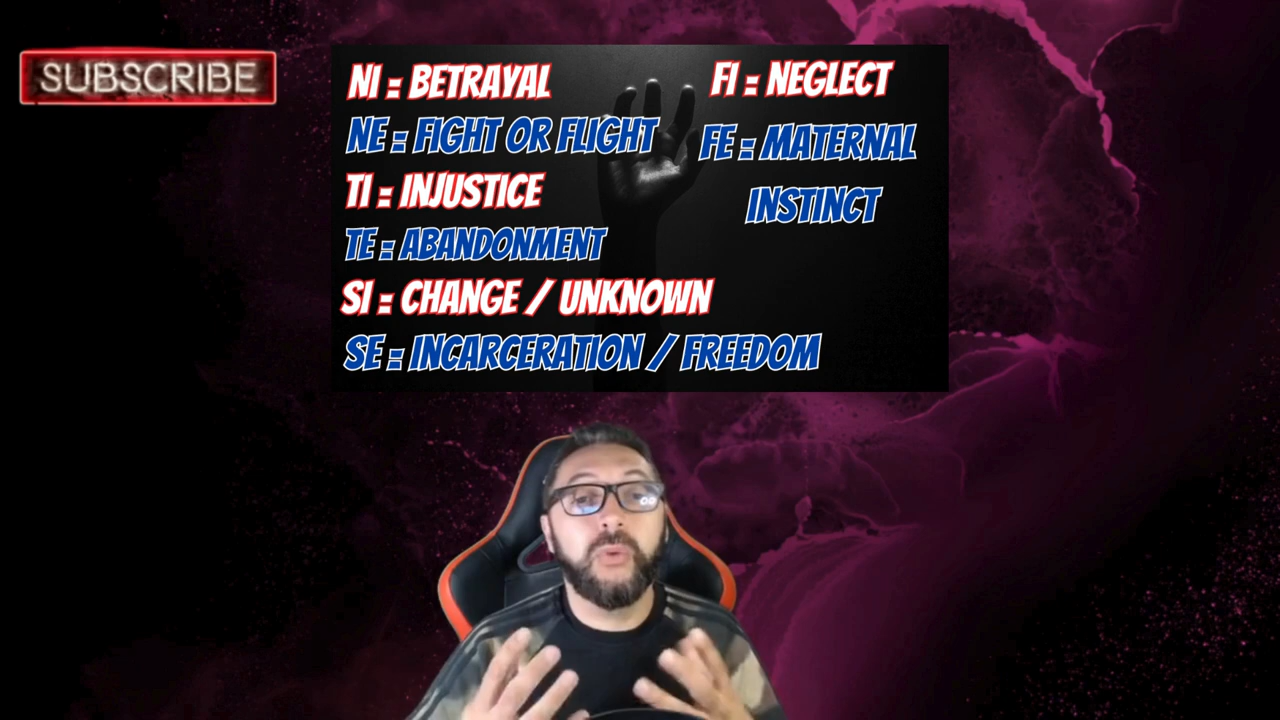 SUBSCRIBE
NI = BETRAYAL
NE = FIGHT OR FLIGHT
TI = INJUSTICE
TE = ABANDONMENT
SI = CHANGE / UNKNOWN
SE = INCARCERATION / FREEDOM
FI = NEGLECT
FE = MATERNAL
INSTINCT